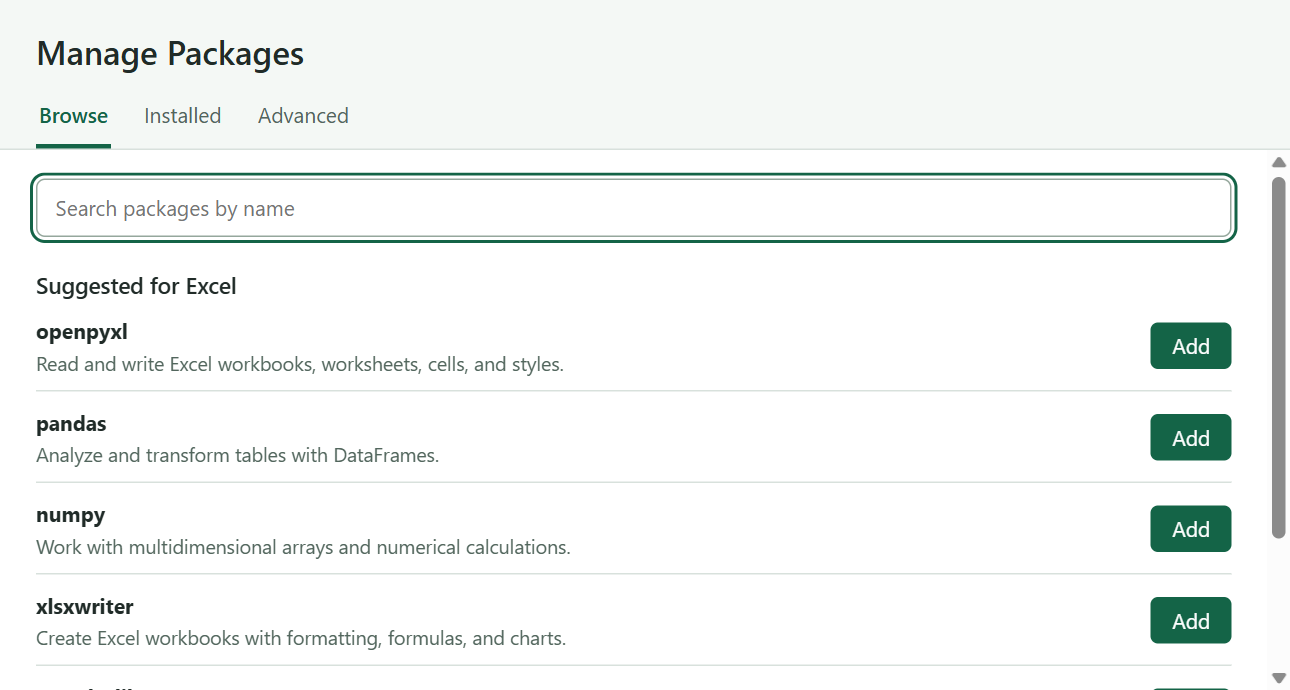 Manage Packages
Browse
Installed
Advanced
Search packages by name
Suggested for Excel
openpyxl
Read and write Excel workbooks, worksheets, cells, and styles.
Add
pandas
Analyze and transform tables with DataFrames.
Add
numpy
Work with multidimensional arrays and numerical calculations.
Add
xlsxwriter
Create Excel workbooks with formatting, formulas, and charts.
Add